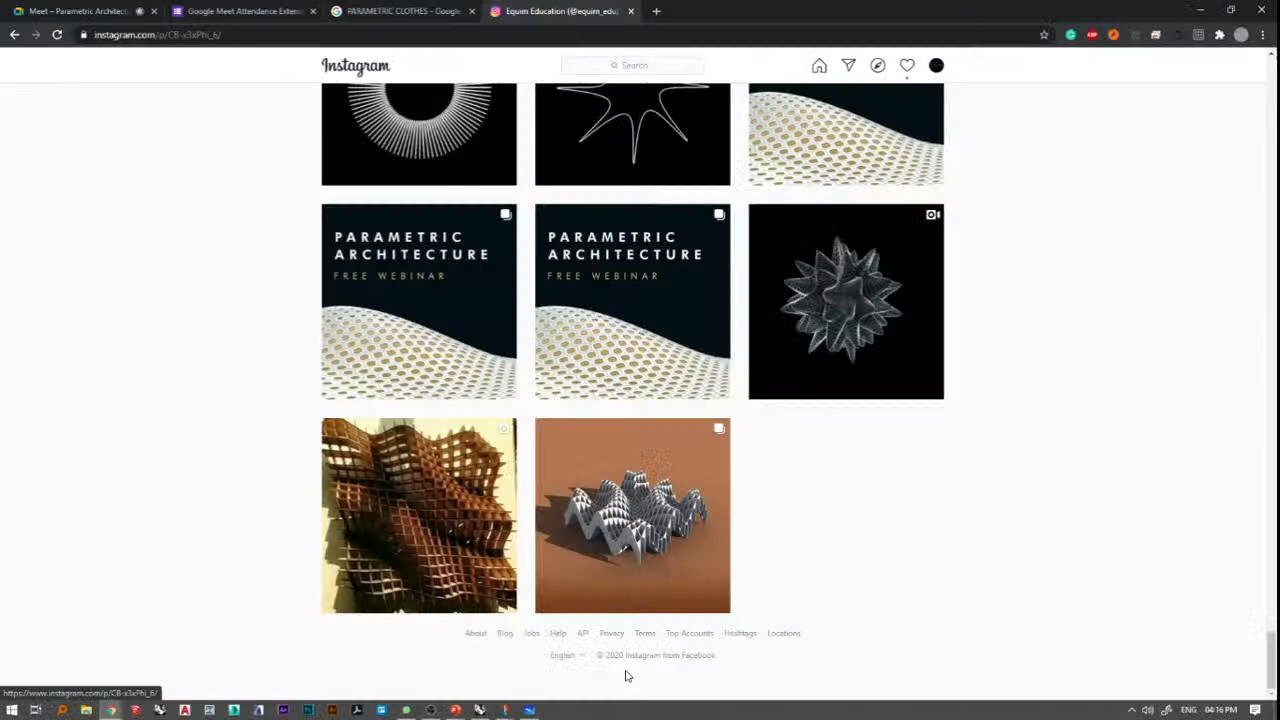 Meet – Parametric Architect
Google Meet Attendance Exten
PARAMETRIC CLOTHES - Google
Equim Education (@equim_edu)
instagram.com/p/CB-x3xPhi_6/
Instagram
Search
PARAMETRIC
ARCHITECTURE
FREE WEBINAR
PARAMETRIC
ARCHITECTURE
FREE WEBINAR
About Blog Jobs Help API Privacy Terms Top Accounts Hashtags Locations
English © 2020 Instagram from Facebook
https://www.instagram.com/p/CB-x3xPhi_6/
ENG 04:16 PM